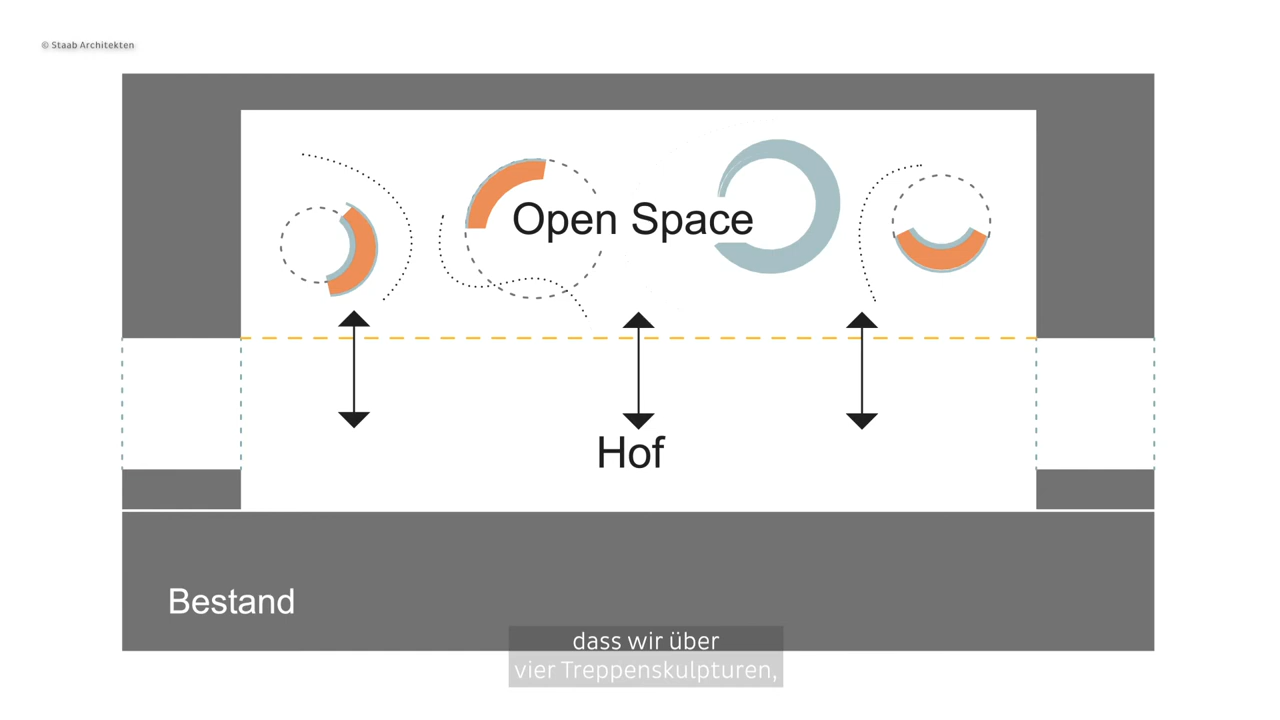 © Staab Architekten
Open Space
Hof
Bestand
dass wir über
vier Treppenskulpturen,